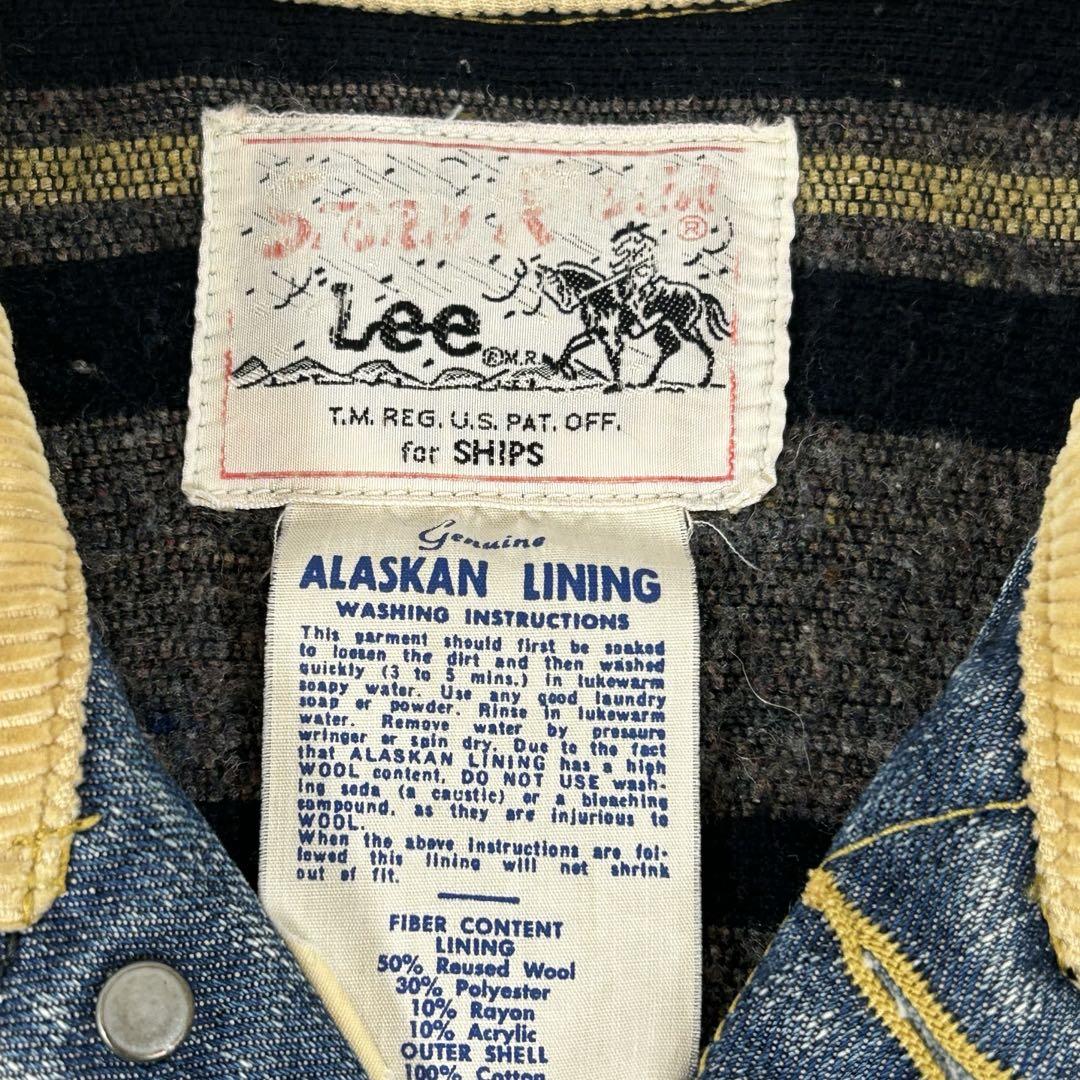 STORM RIDER ®
Lee ® M.R.
T.M. REG. U.S. PAT. OFF.
for SHIPS
Genuine
ALASKAN LINING
WASHING INSTRUCTIONS
This garment should first be soaked
to loosen the dirt and then washed
quickly (3 to 5 mins.) in lukewarm
soapy water. Use any good laundry
soap or powder. Rinse in lukewarm
water. Remove water by pressure
wringer or spin dry. Due to the fact
that ALASKAN LINING has a high
WOOL content, DO NOT USE wash-
ing soda (a caustic) or a bleaching
compound, as they are injurious to
WOOL.
When the above instructions are fol-
lowed this lining will not shrink
out of fit.
FIBER CONTENT
LINING
50% Reused Wool
30% Polyester
10% Rayon
10% Acrylic
OUTER SHELL
100% Cotton